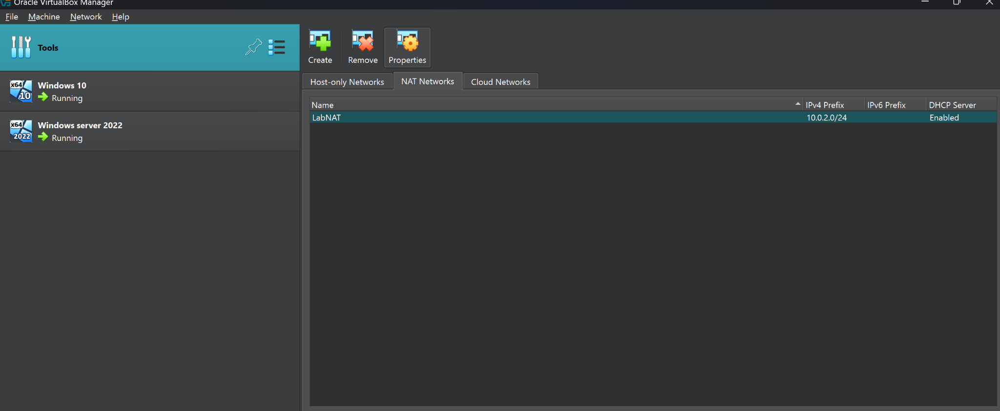 Oracle VirtualBox Manager
File Machine Network Help
Tools
x64 10 Windows 10
Running
x64 2022 Windows server 2022
Running
Create Remove Properties
Host-only Networks NAT Networks Cloud Networks
Name IPv4 Prefix IPv6 Prefix DHCP Server
LabNAT 10.0.2.0/24 Enabled